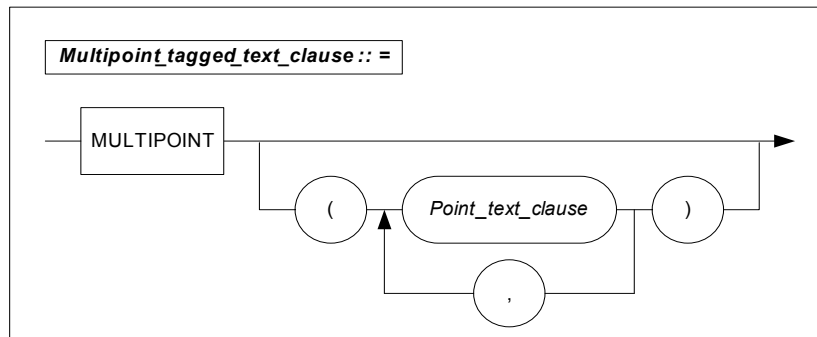 Multipoint_tagged_text_clause :: =
MULTIPOINT
( Point_text_clause )
,